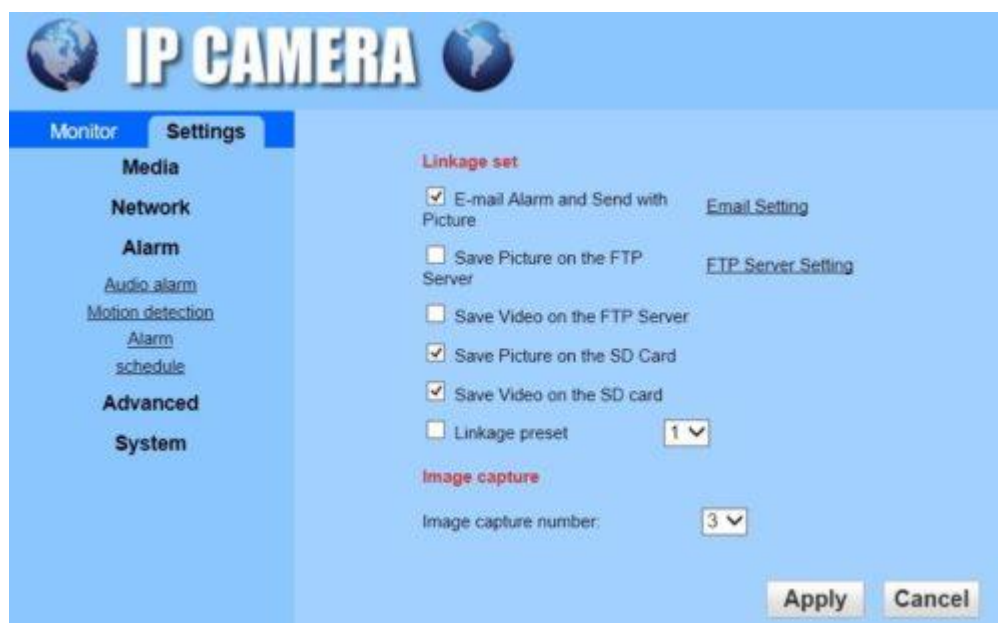 IP CAMERA
Monitor
Settings
Media
Network
Alarm
Audio alarm
Motion detection
Alarm
schedule
Advanced
System
Linkage set
E-mail Alarm and Send with
Picture
Email Setting
Save Picture on the FTP
Server
FTP Server Setting
Save Video on the FTP Server
Save Picture on the SD Card
Save Video on the SD card
Linkage preset
1
Image capture
Image capture number:
3
Apply
Cancel